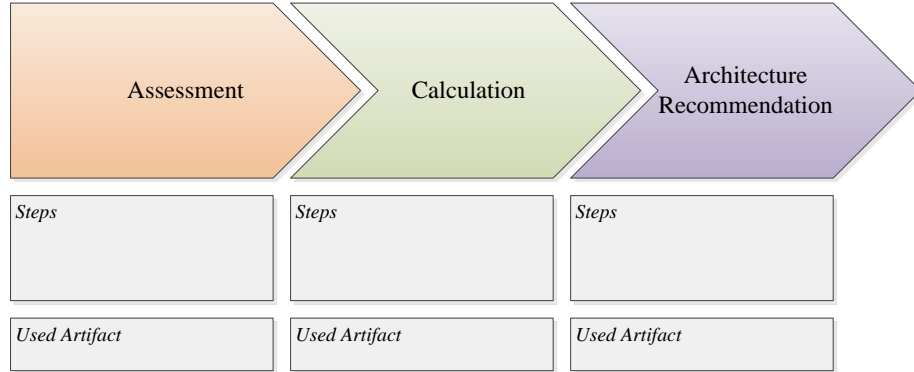 Assessment
Calculation
Architecture
Recommendation
Steps
Steps
Steps
Used Artifact
Used Artifact
Used Artifact